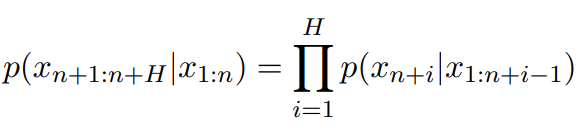 p(x_{n+1:n+H}|x_{1:n}) = \prod_{i=1}^{H} p(x_{n+i}|x_{1:n+i-1})